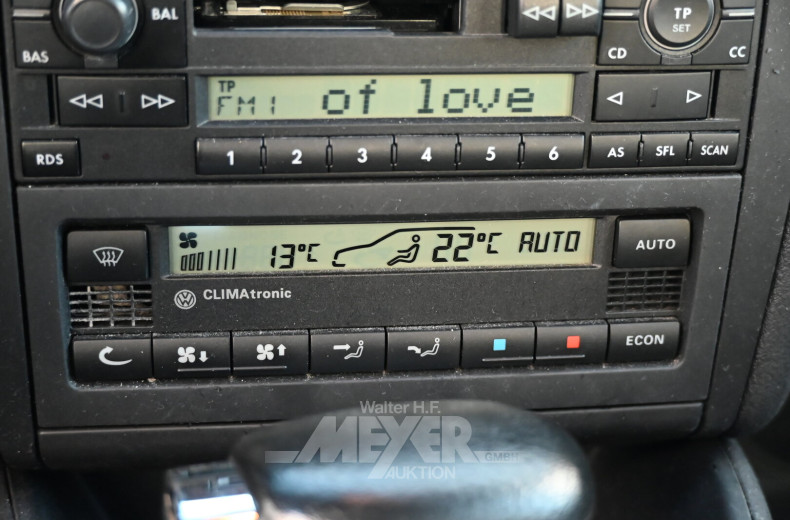 BAL
BAS
TP
SET
CD
CC
TP
FM1 of love
RDS
1 2 3 4 5 6
AS SFL SCAN
13°C 22°C AUTO
AUTO
CLIMAtronic
ECON
Walter H.F.
MEYER
GMBH
AUKTION